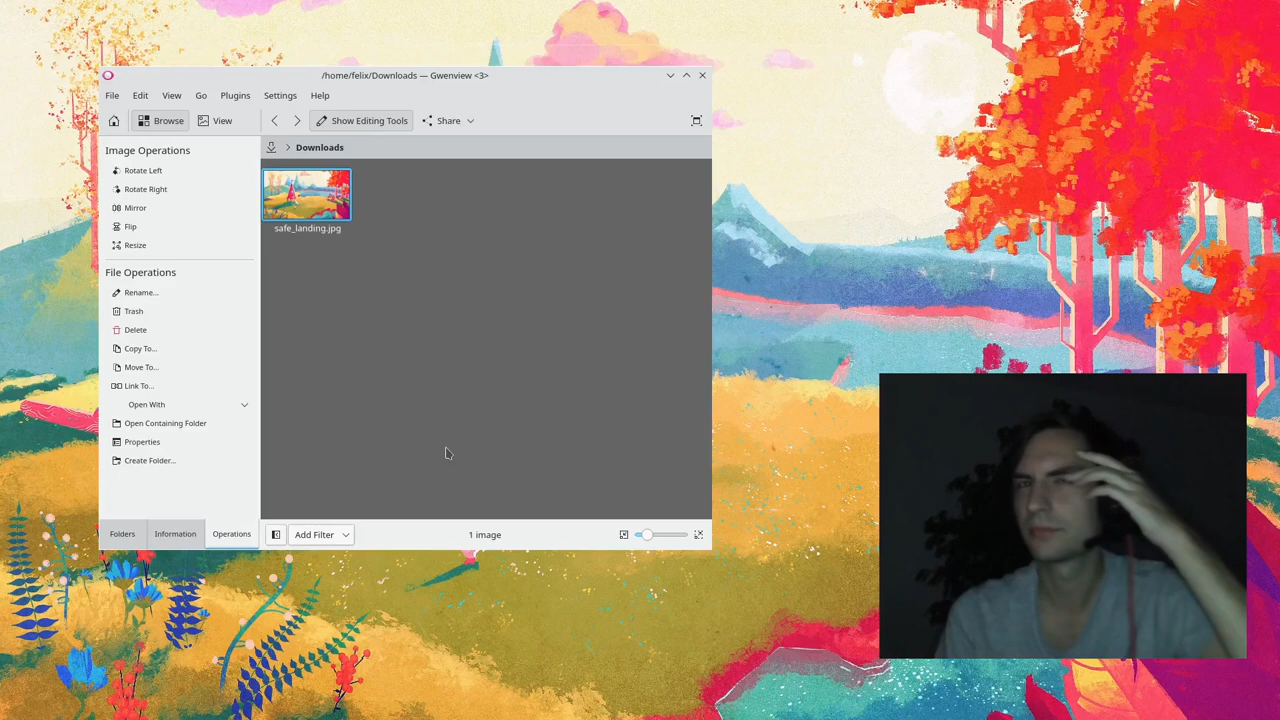 /home/felix/Downloads — Gwenview <3>
File Edit View Go Plugins Settings Help
Browse View Show Editing Tools Share
Image Operations
Downloads
Rotate Left
Rotate Right
Mirror
Flip
Resize
safe_landing.jpg
File Operations
Rename...
Trash
Delete
Copy To...
Move To...
Link To...
Open With
Open Containing Folder
Properties
Create Folder...
Folders Information Operations Add Filter 1 image